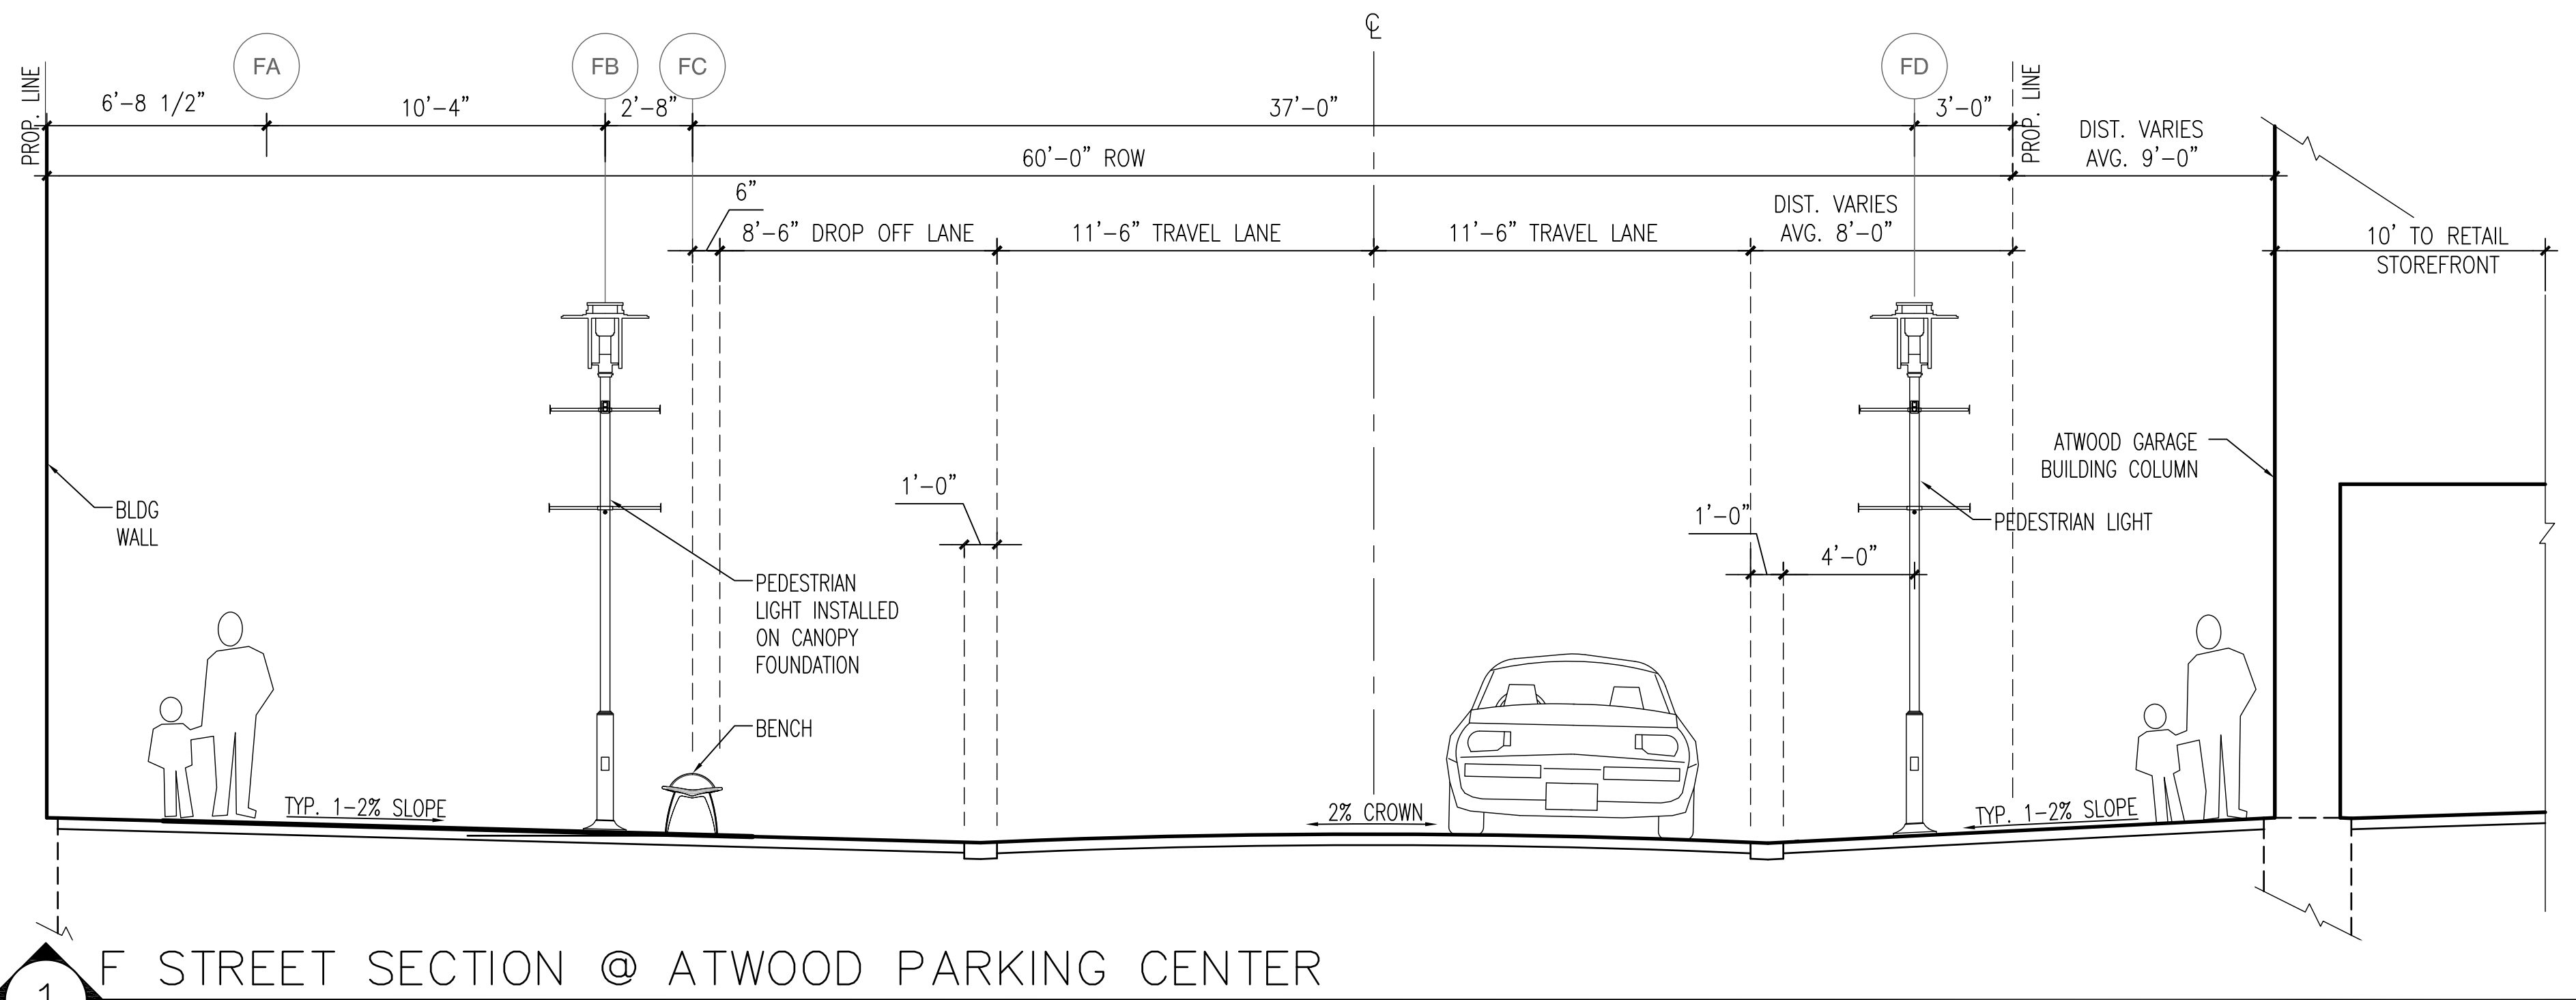 ℄
FA
FB
FC
FD
PROP. LINE
6'-8 1/2"
10'-4"
2'-8"
37'-0"
3'-0"
PROP. LINE
60'-0" ROW
DIST. VARIES
AVG. 9'-0"
6"
8'-6" DROP OFF LANE
11'-6" TRAVEL LANE
11'-6" TRAVEL LANE
DIST. VARIES
AVG. 8'-0"
10' TO RETAIL
STOREFRONT
ATWOOD GARAGE
BUILDING COLUMN
1'-0"
1'-0"
4'-0"
BLDG
WALL
PEDESTRIAN LIGHT
PEDESTRIAN
LIGHT INSTALLED
ON CANOPY
FOUNDATION
BENCH
TYP. 1-2% SLOPE
2% CROWN
TYP. 1-2% SLOPE
F STREET SECTION @ ATWOOD PARKING CENTER
1